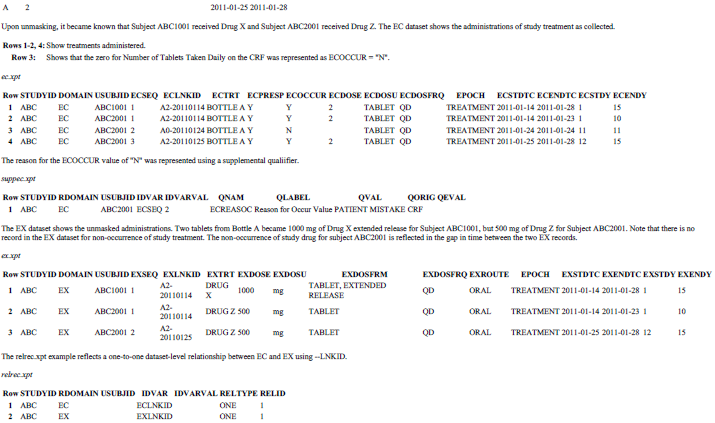 A 2 2011-01-25 2011-01-28
Upon unmasking, it became known that Subject ABC1001 received Drug X and Subject ABC2001 received Drug Z. The EC dataset shows the administrations of study treatment as collected.
Rows 1-2, 4: Show treatments administered.
Row 3: Shows that the zero for Number of Tablets Taken Daily on the CRF was represented as ECOCCUR = "N".
ec.xpt
Row STUDYID DOMAIN USUBJID ECSEQ ECLNKID ECTRT ECPRESP ECOCCUR ECDOSE ECDOSU ECDOSFRQ EPOCH ECSTDTC ECENDTC ECSTDY ECENDY
1 ABC EC ABC1001 1 A2-20110114 BOTTLE A Y Y 2 TABLET QD TREATMENT 2011-01-14 2011-01-28 1 15
2 ABC EC ABC2001 1 A2-20110114 BOTTLE A Y Y 2 TABLET QD TREATMENT 2011-01-14 2011-01-23 1 10
3 ABC EC ABC2001 2 A0-20110124 BOTTLE A Y N TABLET QD TREATMENT 2011-01-24 2011-01-24 11 11
4 ABC EC ABC2001 3 A2-20110125 BOTTLE A Y Y 2 TABLET QD TREATMENT 2011-01-25 2011-01-28 12 15
The reason for the ECOCCUR value of "N" was represented using a supplemental qualifier.
suppec.xpt
Row STUDYID RDOMAIN USUBJID IDVAR IDVARVAL QNAM QLABEL QVAL QORIG QEVAL
1 ABC EC ABC2001 ECSEQ 2 ECREASOC Reason for Occur Value PATIENT MISTAKE CRF
The EX dataset shows the unmasked administrations. Two tablets from Bottle A became 1000 mg of Drug X extended release for Subject ABC1001, but 500 mg of Drug Z for Subject ABC2001. Note that there is no
record in the EX dataset for non-occurrence of study treatment. The non-occurrence of study drug for subject ABC2001 is reflected in the gap in time between the two EX records.
ex.xpt
Row STUDYID DOMAIN USUBJID EXSEQ EXLNKID EXTRT EXDOSE EXDOSU EXDOSFRM EXDOSFRQ EXROUTE EPOCH EXSTDTC EXENDTC EXSTDY EXENDY
1 ABC EX ABC1001 1 A2-20110114 DRUG X 1000 mg TABLET, EXTENDED RELEASE QD ORAL TREATMENT 2011-01-14 2011-01-28 1 15
2 ABC EX ABC2001 1 A2-20110114 DRUG Z 500 mg TABLET QD ORAL TREATMENT 2011-01-14 2011-01-23 1 10
3 ABC EX ABC2001 2 A2-20110125 DRUG Z 500 mg TABLET QD ORAL TREATMENT 2011-01-25 2011-01-28 12 15
The relrec.xpt example reflects a one-to-one dataset-level relationship between EC and EX using --LNKID.
relrec.xpt
Row STUDYID RDOMAIN USUBJID IDVAR IDVARVAL RELTYPE RELID
1 ABC EC ECLNKID ONE 1
2 ABC EX EXLNKID ONE 1